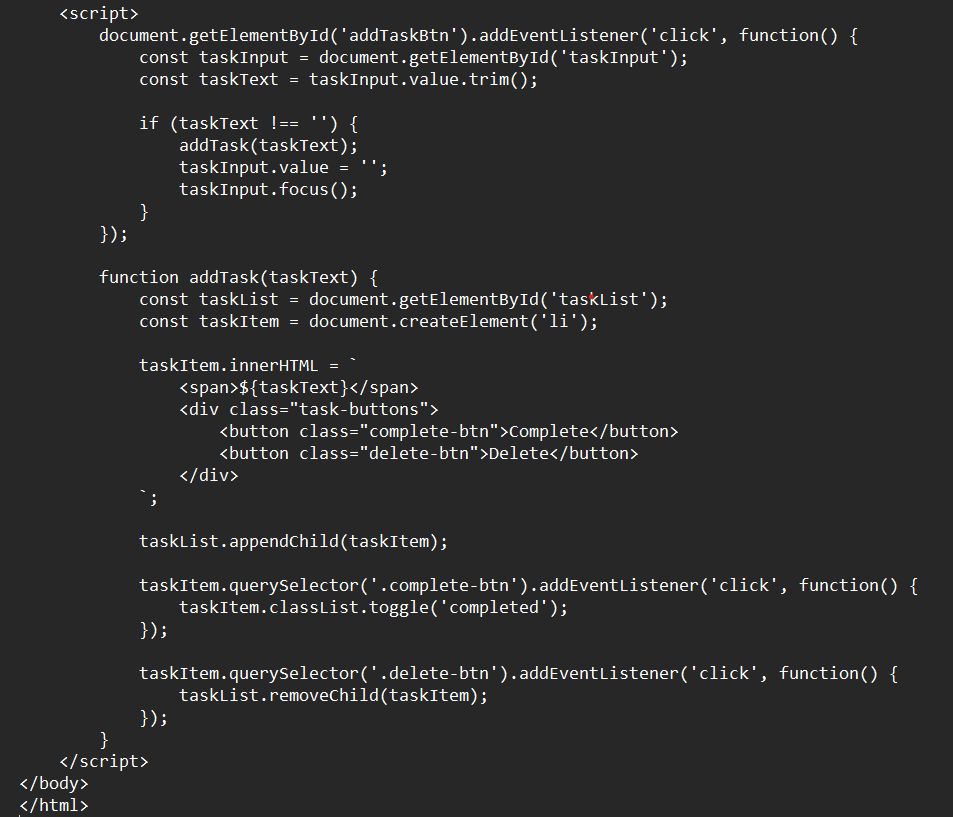 <script>
document.getElementById('addTaskBtn').addEventListener('click', function() {
const taskInput = document.getElementById('taskInput');
const taskText = taskInput.value.trim();
if (taskText !== '') {
addTask(taskText);
taskInput.value = '';
taskInput.focus();
}
});
function addTask(taskText) {
const taskList = document.getElementById('taskList');
const taskItem = document.createElement('li');
taskItem.innerHTML = `
<span>${taskText}</span>
<div class="task-buttons">
<button class="complete-btn">Complete</button>
<button class="delete-btn">Delete</button>
</div>
`;
taskList.appendChild(taskItem);
taskItem.querySelector('.complete-btn').addEventListener('click', function() {
taskItem.classList.toggle('completed');
});
taskItem.querySelector('.delete-btn').addEventListener('click', function() {
taskList.removeChild(taskItem);
});
}
</script>
</body>
</html>